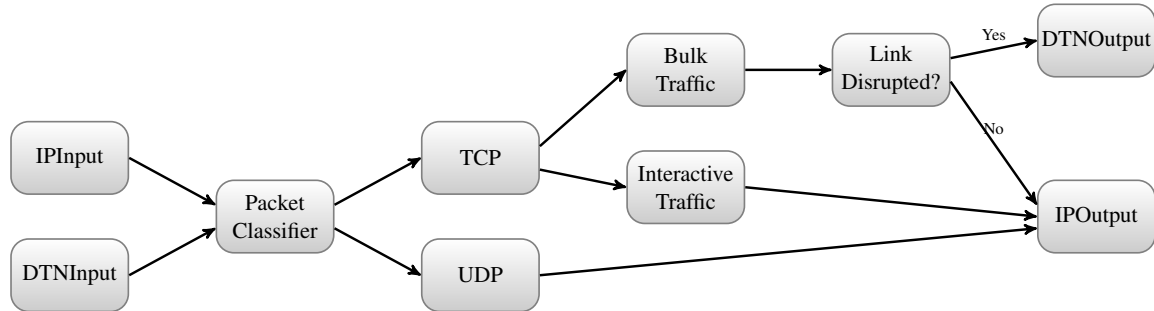 IPInput
DTNInput
Packet
Classifier
TCP
UDP
Bulk
Traffic
Interactive
Traffic
Link
Disrupted?
Yes
No
DTNOutput
IPOutput